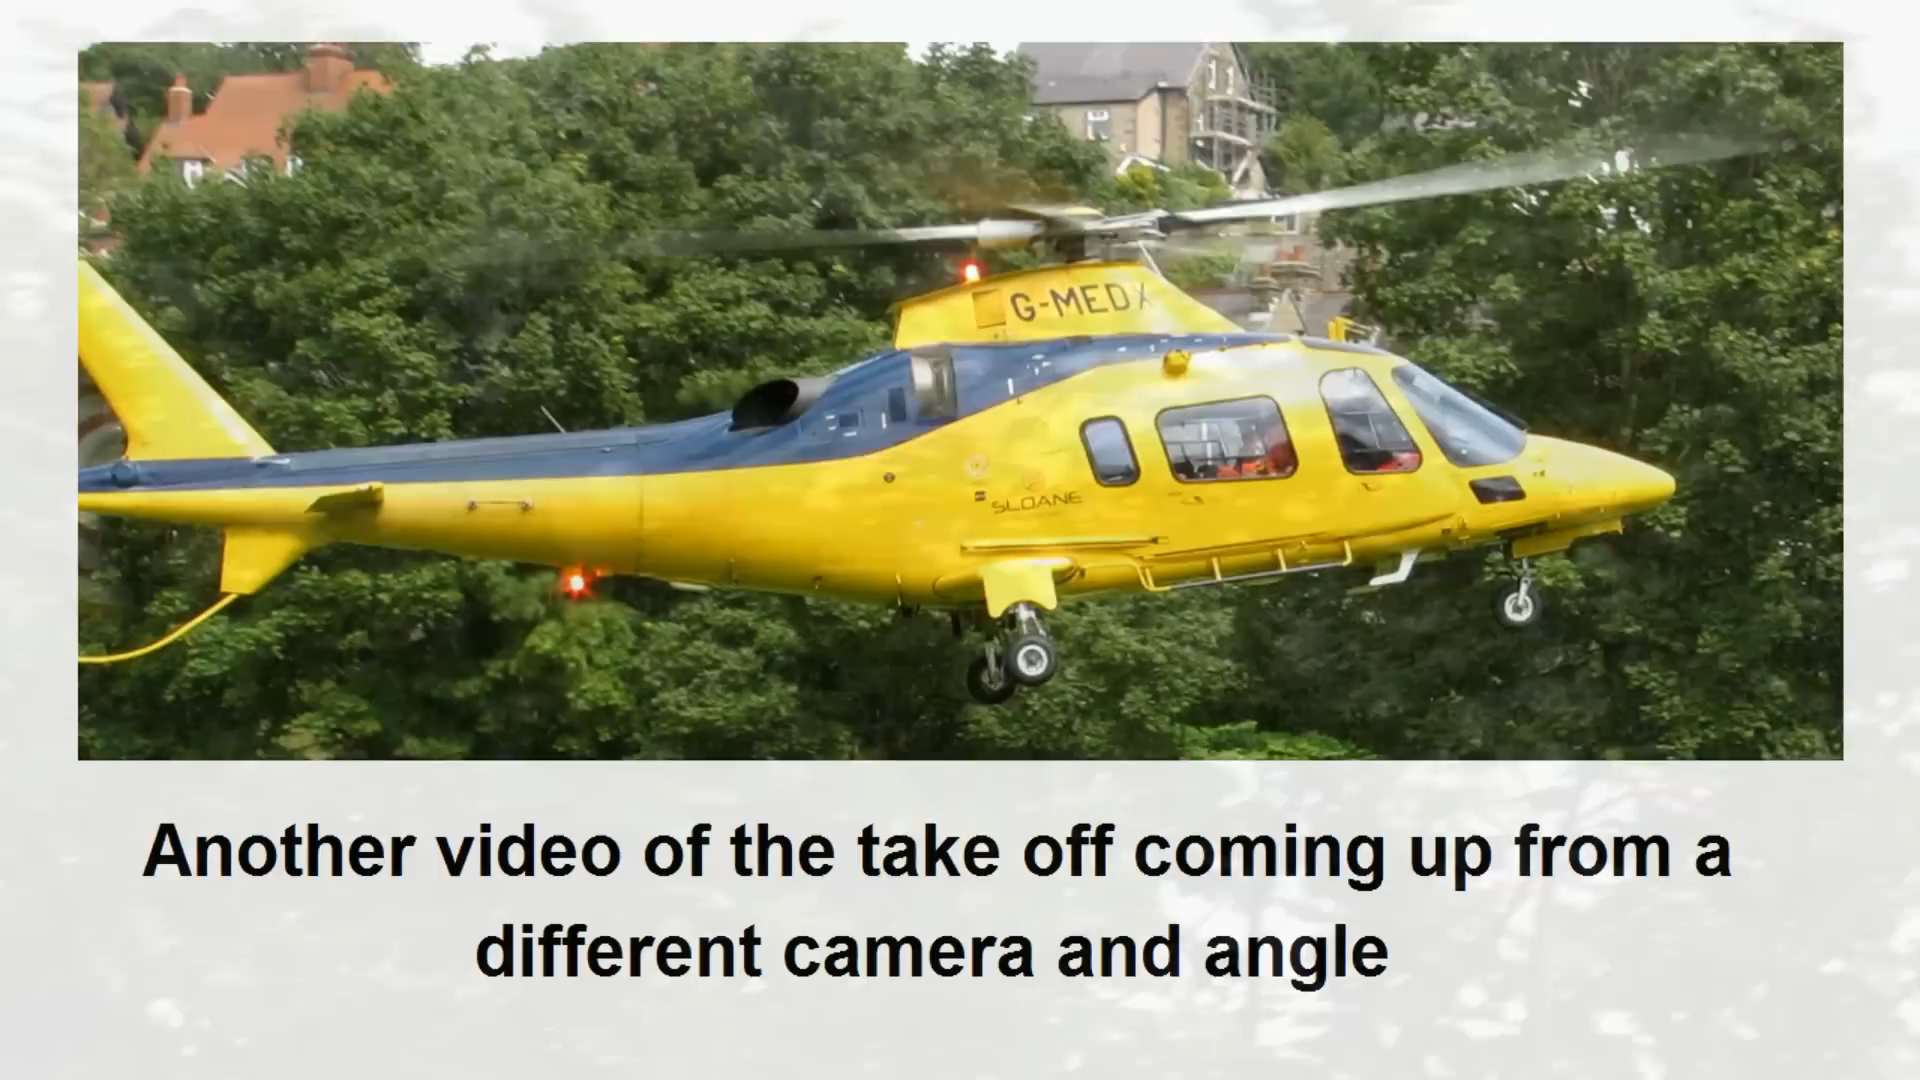 G-MEDX
SLOANE
Another video of the take off coming up from a
different camera and angle